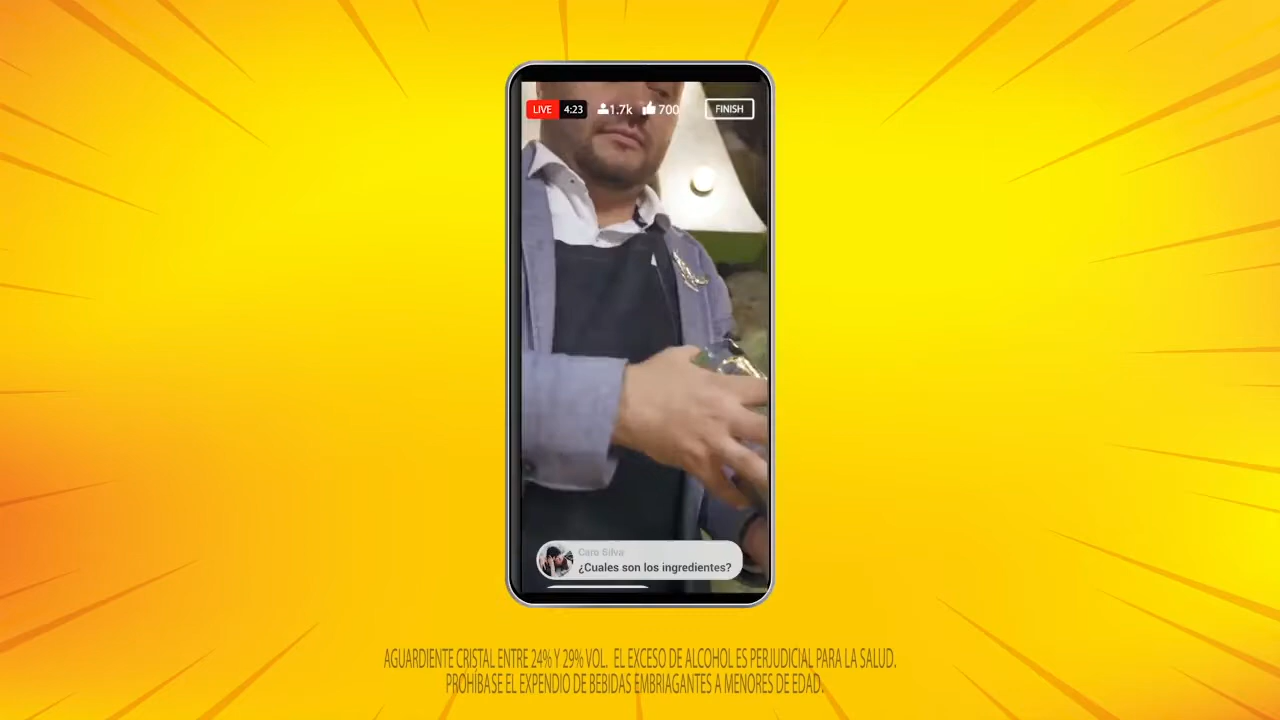 LIVE 4:23 1.7k 700 FINISH
Caro Silva
¿Cuales son los ingredientes?
AGUARDIENTE CRISTAL ENTRE 24% Y 29% VOL. EL EXCESO DE ALCOHOL ES PERJUDICIAL PARA LA SALUD.
PROHÍBASE EL EXPENDIO DE BEBIDAS EMBRIAGANTES A MENORES DE EDAD.